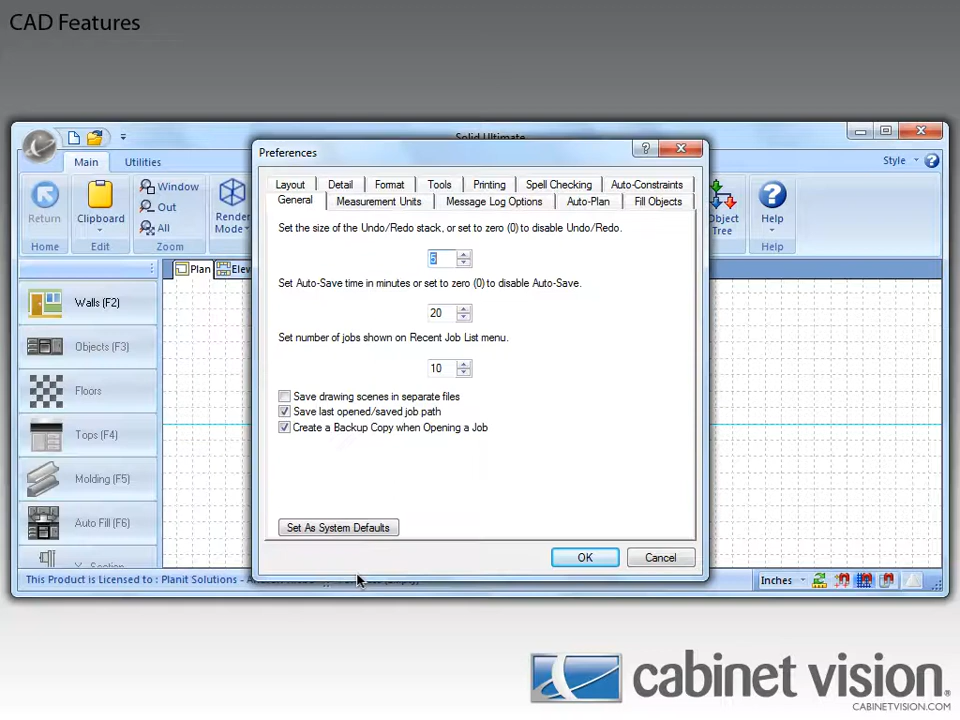 CAD Features
Solid Ultimate
Main
Utilities
Style
Return
Home
Clipboard
Edit
Window
Out
All
Zoom
Render
Mode
Object
Tree
Help
Help
Plan
Elev
Walls (F2)
Objects (F3)
Floors
Tops (F4)
Molding (F5)
Auto Fill (F6)
X - Section
Preferences
Layout
Detail
Format
Tools
Printing
Spell Checking
Auto-Constraints
General
Measurement Units
Message Log Options
Auto-Plan
Fill Objects
Set the size of the Undo/Redo stack, or set to zero (0) to disable Undo/Redo.
5
Set Auto-Save time in minutes or set to zero (0) to disable Auto-Save.
20
Set number of jobs shown on Recent Job List menu.
10
Save drawing scenes in separate files
Save last opened/saved job path
Create a Backup Copy when Opening a Job
Set As System Defaults
OK
Cancel
This Product is Licensed to : Planit Solutions -
Inches
cabinet vision.
CABINETVISION.COM